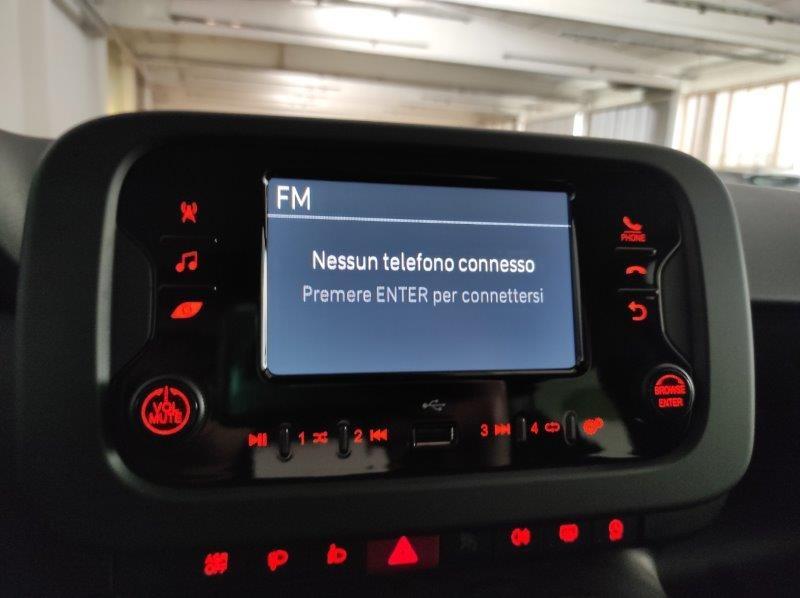 FM
Nessun telefono connesso
Premere ENTER per connettersi
PHONE
VOL
MUTE
BROWSE
ENTER
1
2
3
4